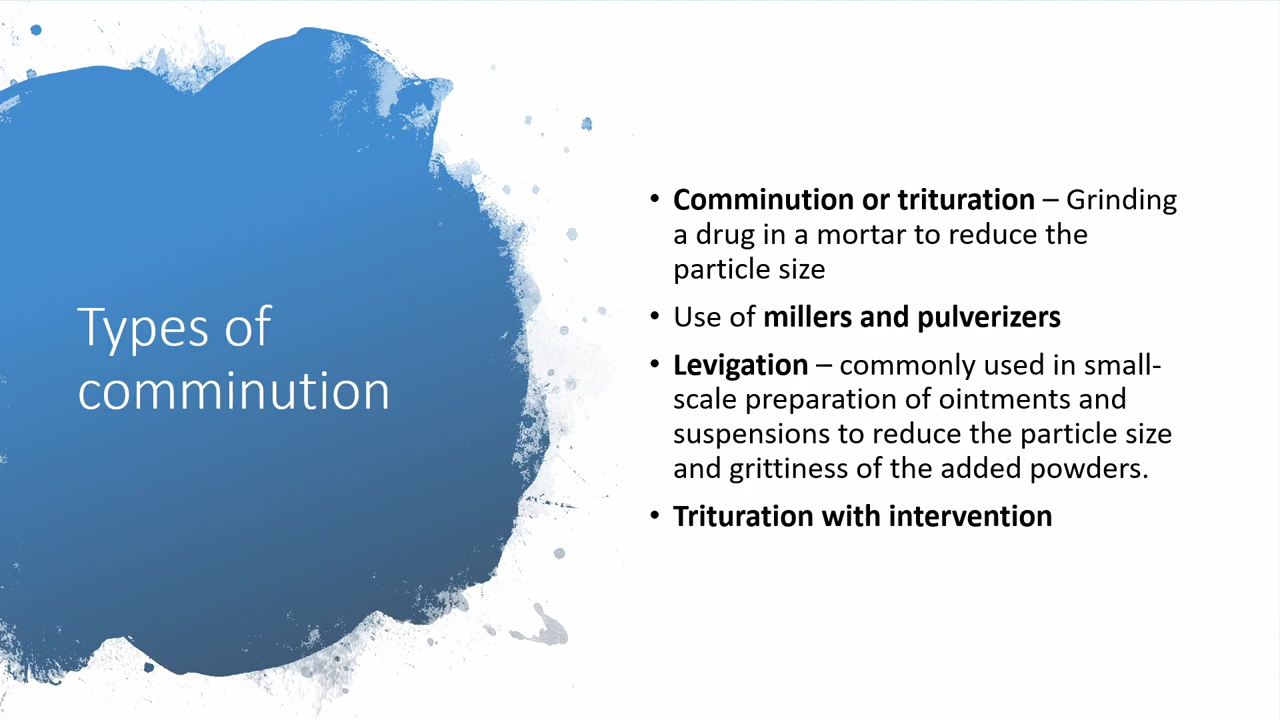 Types of
comminution
• Comminution or trituration – Grinding
a drug in a mortar to reduce the
particle size
• Use of millers and pulverizers
• Levigation – commonly used in small-
scale preparation of ointments and
suspensions to reduce the particle size
and grittiness of the added powders.
• Trituration with intervention